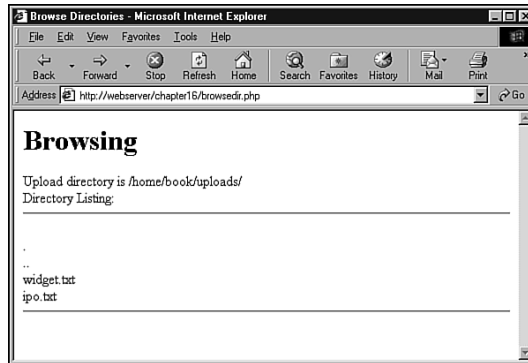 Browse Directories - Microsoft Internet Explorer
File Edit View Favorites Tools Help
Back Forward Stop Refresh Home Search Favorites History Mail Print
Address http://webserver/chapter16/browsedir.php Go
Browsing
Upload directory is /home/book/uploads/
Directory Listing:
.
..
widget.txt
ipo.txt